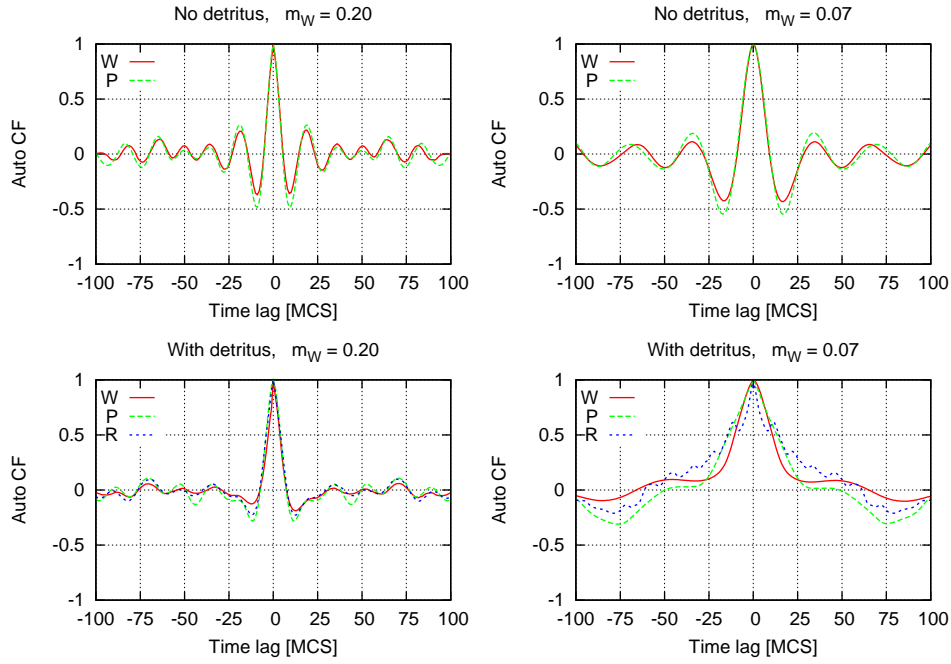 No detritus, m_W = 0.20
1
0.5
0
-0.5
-1
-100 -75 -50 -25 0 25 50 75 100
W
P
Auto CF
Time lag [MCS]
No detritus, m_W = 0.07
1
0.5
0
-0.5
-1
-100 -75 -50 -25 0 25 50 75 100
W
P
Auto CF
Time lag [MCS]
With detritus, m_W = 0.20
1
0.5
0
-0.5
-1
-100 -75 -50 -25 0 25 50 75 100
W
P
R
Auto CF
Time lag [MCS]
With detritus, m_W = 0.07
1
0.5
0
-0.5
-1
-100 -75 -50 -25 0 25 50 75 100
W
P
R
Auto CF
Time lag [MCS]